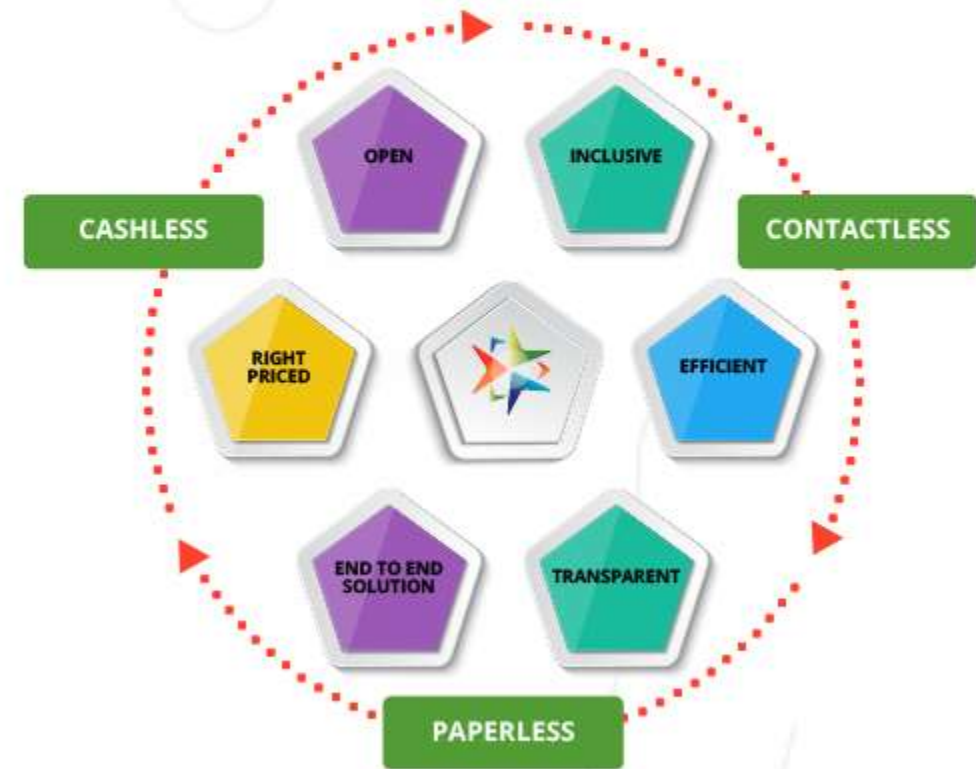 OPEN
INCLUSIVE
CASHLESS
CONTACTLESS
RIGHT
PRICED
EFFICIENT
END TO END
SOLUTION
TRANSPARENT
PAPERLESS